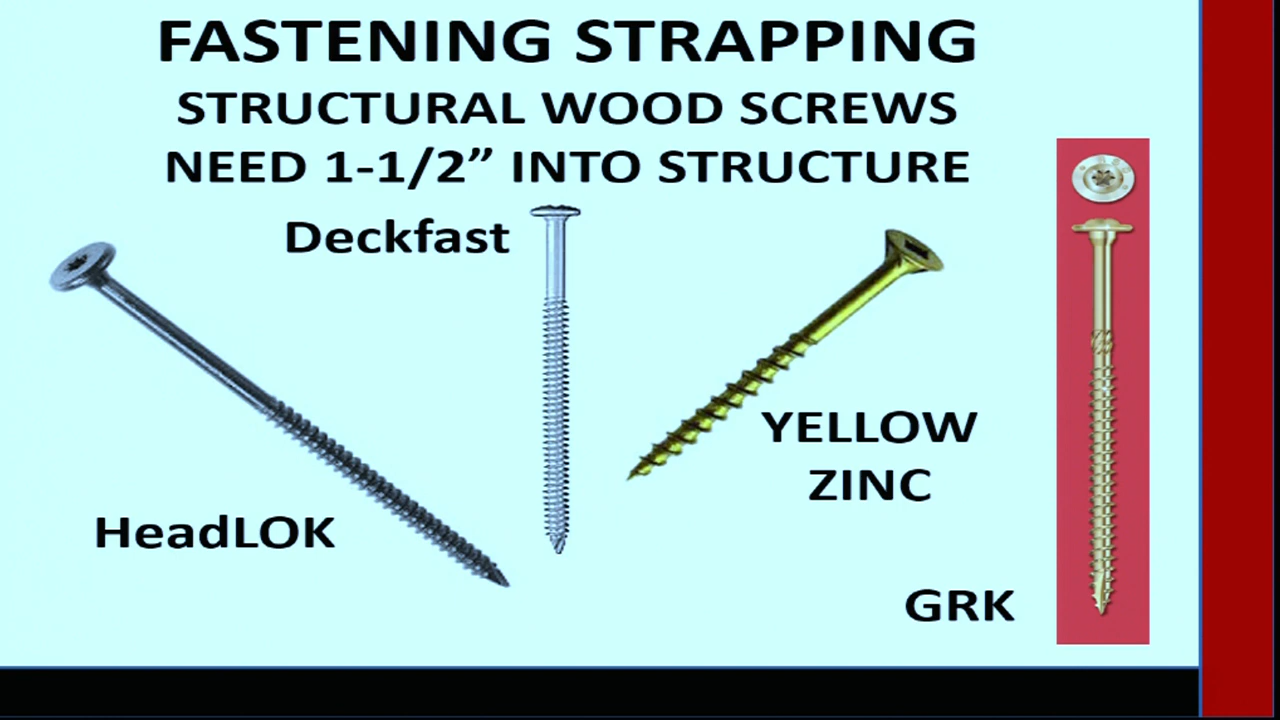 FASTENING STRAPPING
STRUCTURAL WOOD SCREWS
NEED 1-1/2” INTO STRUCTURE
Deckfast
YELLOW
ZINC
HeadLOK
GRK